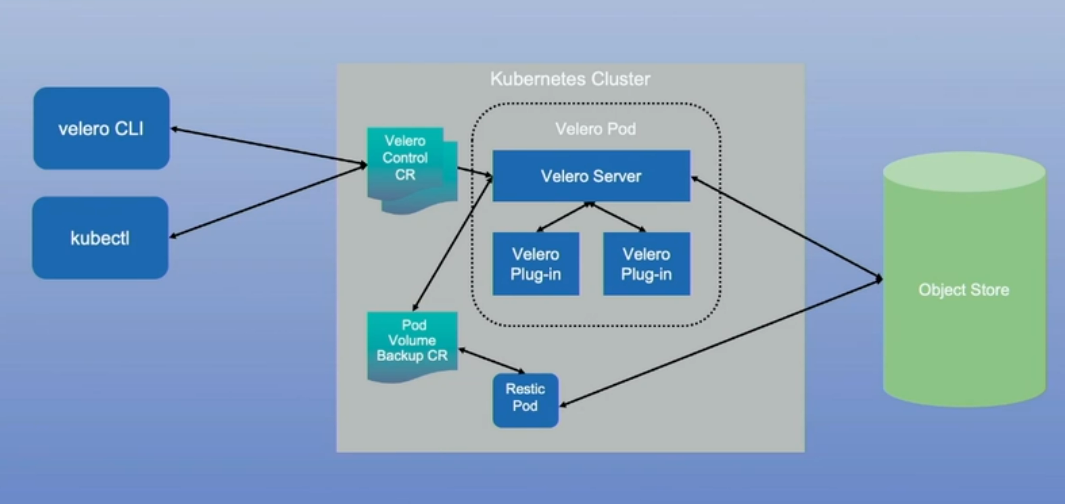 Kubernetes Cluster
velero CLI
kubectl
Velero
Control
CR
Velero Pod
Velero Server
Velero
Plug-in
Velero
Plug-in
Pod
Volume
Backup CR
Restic
Pod
Object Store